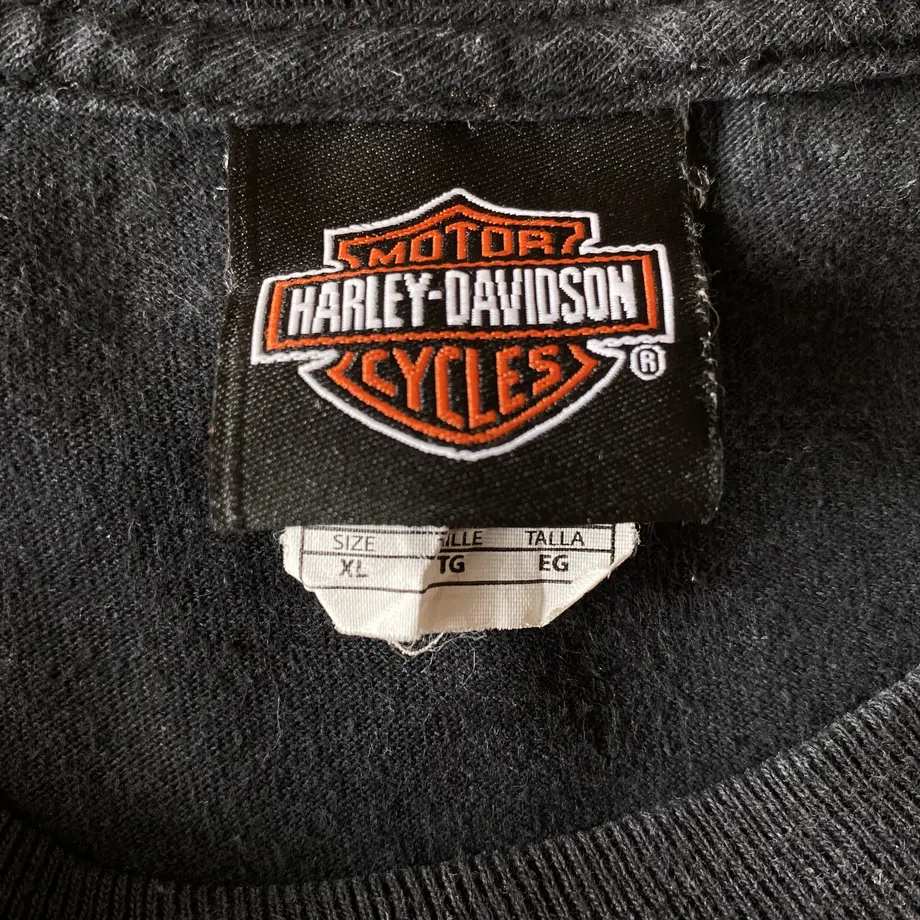 MOTOR
HARLEY-DAVIDSON
CYCLES
®
SIZE TALLA
XL TG EG